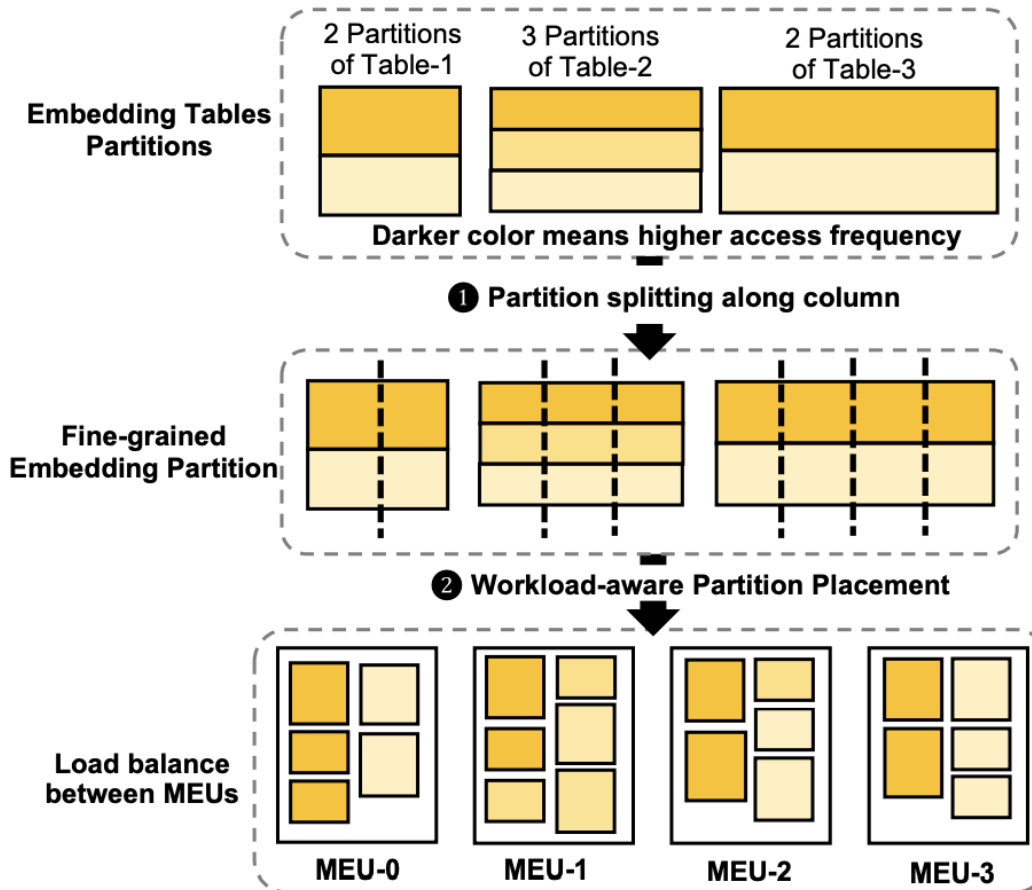 2 Partitions
of Table-1
3 Partitions
of Table-2
2 Partitions
of Table-3
Embedding Tables
Partitions
Darker color means higher access frequency
❶ Partition splitting along column
Fine-grained
Embedding Partition
❷ Workload-aware Partition Placement
Load balance
between MEUs
MEU-0
MEU-1
MEU-2
MEU-3